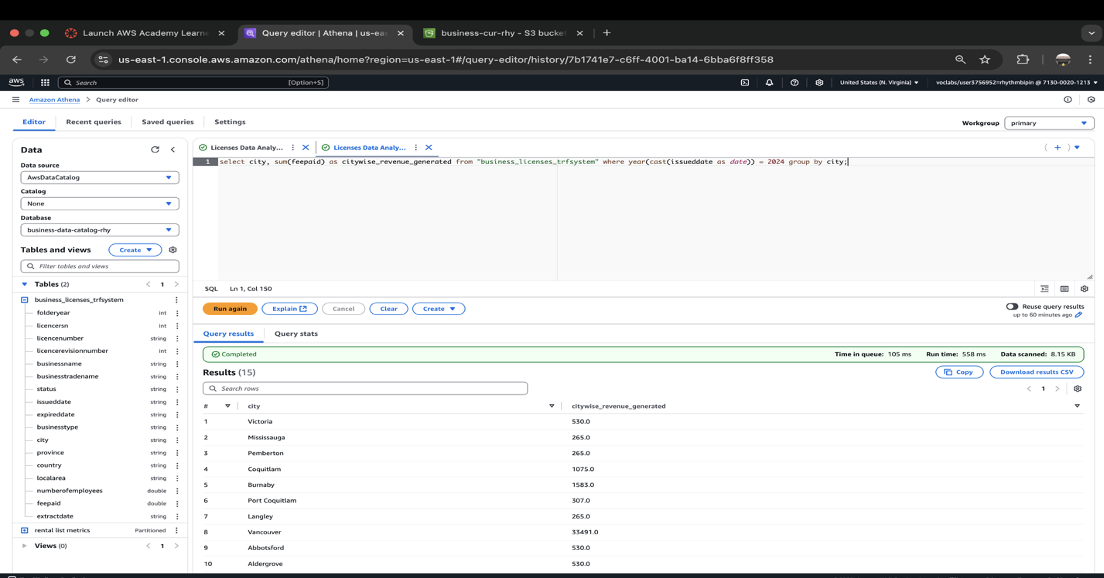 Launch AWS Academy Learne
Query editor | Athena | us-eas
business-cur-rhy - S3 bucket
us-east-1.console.aws.amazon.com/athena/home?region=us-east-1#/query-editor/history/7b1741e7-c6ff-4001-ba14-6bba6f8ff358
aws
Search [Option+S]
United States (N. Virginia)
voclabs/user3756952=rhythmbipin @ 7130-0020-1213
Amazon Athena > Query editor
Editor Recent queries Saved queries Settings
Workgroup primary
Data
Data source
AwsDataCatalog
Catalog
None
Database
business-data-catalog-rhy
Tables and views Create
Filter tables and views
Tables (2) < 1 >
business_licenses_trfsystem
folderyear int
licencersn int
licencenumber string
licencerevisionnumber int
businessname string
businesstradename string
status string
issueddate string
expireddate string
businesstype string
city string
province string
country string
localarea string
numberofemployees double
feepaid double
extractdate string
rental list metrics Partitioned
Views (0) < 1 >
Licenses Data Analy...
Licenses Data Analy...
1 select city, sum(feepaid) as citywise_revenue_generated from "business_licenses_trfsystem" where year(cast(issueddate as date)) = 2024 group by city;
SQL Ln 1, Col 150
Run again Explain Cancel Clear Create
Reuse query results
up to 60 minutes ago
Query results Query stats
Completed
Time in queue: 105 ms Run time: 558 ms Data scanned: 8.15 KB
Results (15)
Copy Download results CSV
Search rows
< 1 >
# city citywise_revenue_generated
1 Victoria 530.0
2 Mississauga 265.0
3 Pemberton 265.0
4 Coquitlam 1075.0
5 Burnaby 1583.0
6 Port Coquitlam 307.0
7 Langley 265.0
8 Vancouver 33491.0
9 Abbotsford 530.0
10 Aldergrove 530.0